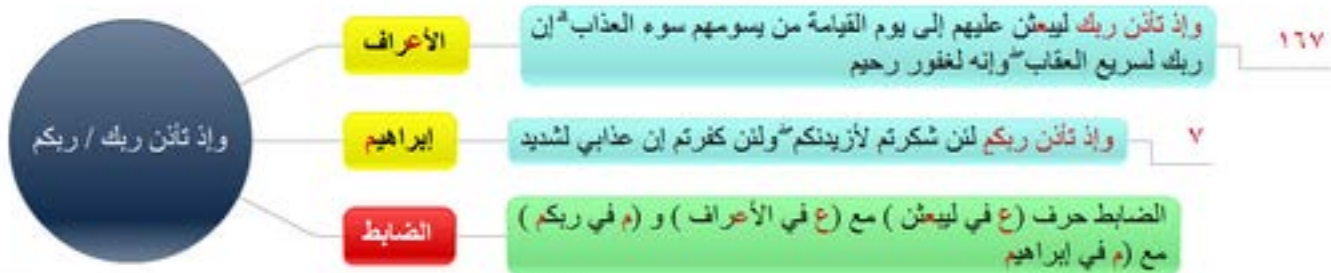 وإذ تأذن ربك / ربكم
الأعراف
وإذ تأذن ربك ليبعثن عليهم إلى يوم القيامة من يسومهم سوء العذاب ۗ إن
ربك لسريع العقاب ۖ وإنه لغفور رحيم
١٦٧
إبراهيم
وإذ تأذن ربكم لئن شكرتم لأزيدنكم ۖ ولئن كفرتم إن عذابي لشديد
٧
الضابط
الضابط حرف (ع في ليبعثن ) مع (ع في الأعراف ) و (م في ربكم )
مع (م في إبراهيم